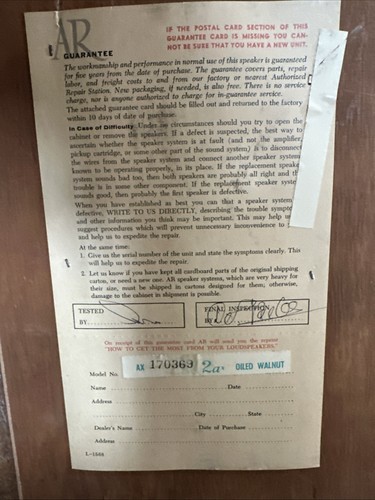 AR
GUARANTEE
IF THE POSTAL CARD SECTION OF THIS
GUARANTEE CARD IS MISSING YOU CAN-
NOT BE SURE THAT YOU HAVE A NEW UNIT.
The workmanship and performance in normal use of this speaker is guaranteed
for five years from the date of purchase. The guarantee covers parts, repair
labor, and freight costs to and from our factory or nearest Authorized
Repair Station. New packaging, if needed, is also free. There is no service
charge, nor is anyone authorized to charge for in-guarantee service.
The attached guarantee card should be filled out and returned to the factory
within 10 days of date of purchase.
In Case of Difficulty. Under no circumstances should you try to open the
cabinet or remove the speakers. If a defect is suspected, the best way to
ascertain whether the speaker system is at fault (and not the amplifier,
pickup cartridge, or some other part of the sound system) is to disconnect
the wires from the speaker system and connect another speaker system
known to be operating properly, in its place. If the replacement speake
system sounds bad too, then both speakers are probably all right and th
trouble is in some other component. If the replacement speaker syste
sounds good, then probably the first speaker is defective.
When you have established as best you can that a speaker system
defective, WRITE TO US DIRECTLY, describing the trouble sympto
and other information you think may be important. This may help u
suggest procedures which will prevent unnecessary inconvenience to
and help us to expedite the repair.
At the same time:
1. Give us the serial number of the unit and state the symptoms clearly. This
will help us to expedite the repair.
2. Let us know if you have kept all cardboard parts of the original shipping
carton, or need a new one. AR speaker systems, which are very heavy for
their size, must be shipped in cartons designed for them; otherwise,
damage to the cabinet in shipment is possible.
TESTED
BY
FINAL INSPECTION
BY
On receipt of this guarantee card AR will send you the reprint
"HOW TO GET THE MORE FROM YOUR LOUDSPEAKERS."
Model No. AX 170369 2ax OILED WALNUT
Name Date
Address
City State
Dealer's Name Date of Purchase
Address
L-1088